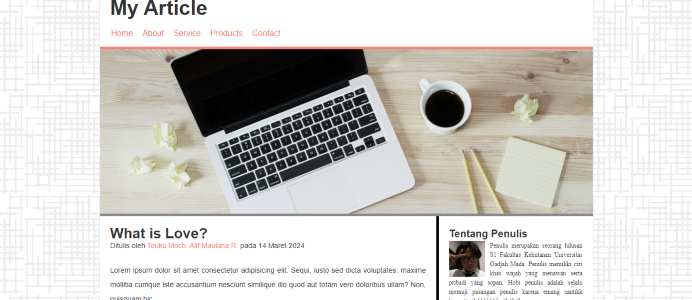 My Article
Home About Service Products Contact
What is Love?
Ditulis oleh Teuku Moch. Alif Maulana R. pada 14 Maret 2024
Lorem ipsum dolor sit amet consectetur adipisicing elit. Sequi, iusto sed dicta voluptates, maxime
mollitia cumque iste accusantium nesciunt similique illo quod aut totam vero doloribus ullam? Non,
quisquam hic
Tentang Penulis
Penulis merupakan seorang lulusan
S1 Fakultas Kehutanan Universitas
Gadjah Mada. Penulis memiliki ciri
khas wajah yang menawan serta
pribadi yang sopan. Hobi penulis adalah selalu
memuji pasangan penulis karena emang cantikk